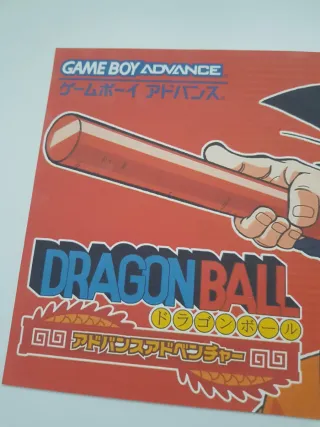 GAME BOY ADVANCE
ゲームボーイ アドバンス
DRAGON BALL
ドラゴンボール
アドバンスアドベンチャー